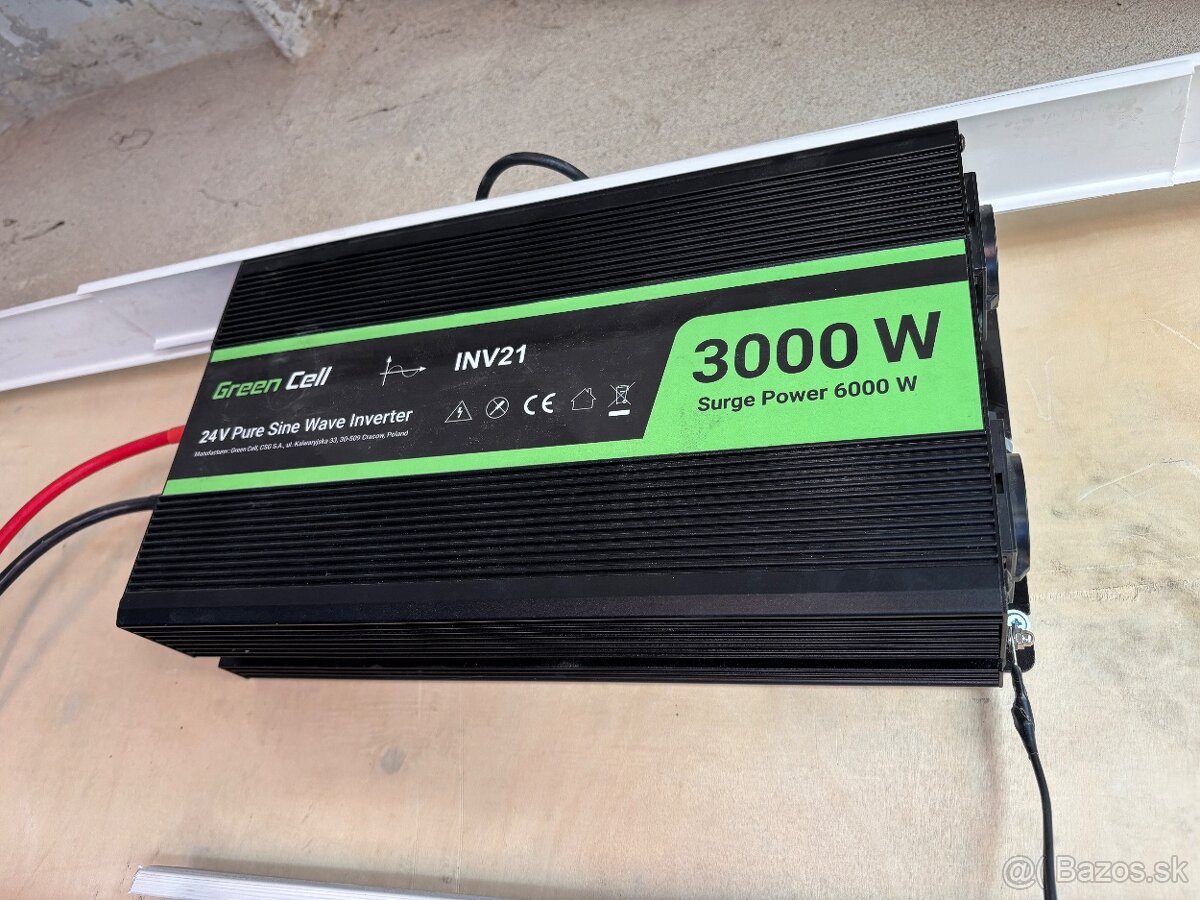 INV21
3000 W
Surge Power 6000 W
Green Cell
CE
24V Pure Sine Wave Inverter
Manufacturer: Green Cell, CSG S.A., ul. Kalwaryjska 33, 30-509 Cracow, Poland
@( Bazos.sk